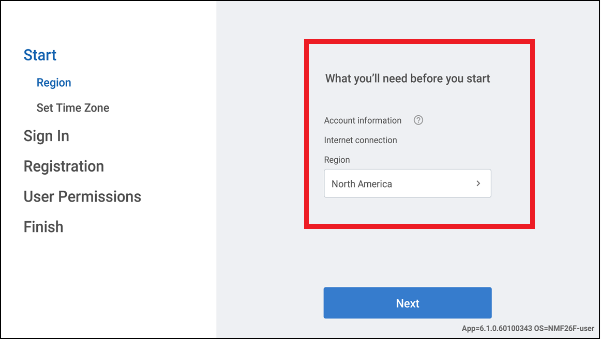 Start
Region
Set Time Zone
Sign In
Registration
User Permissions
Finish
What you'll need before you start
Account information ?
Internet connection
Region
North America
Next
App=6.1.0.60100343 OS=NMF26F-user